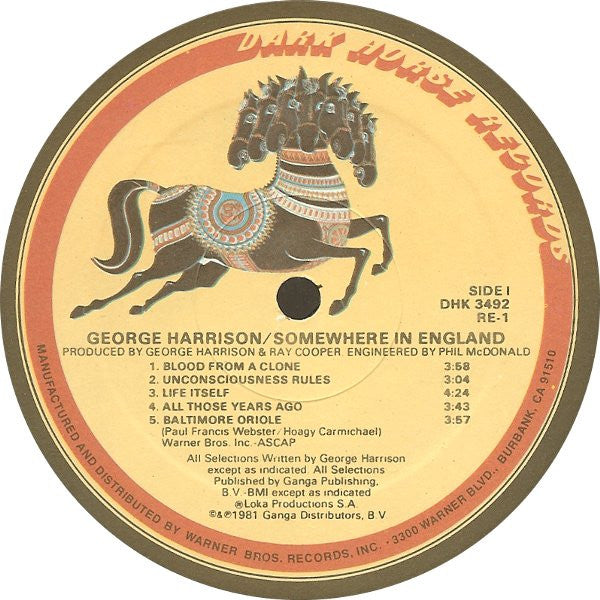 DARK HORSE RECORDS
SIDE I
DHK 3492
RE-1
GEORGE HARRISON/SOMEWHERE IN ENGLAND
PRODUCED BY GEORGE HARRISON & RAY COOPER ENGINEERED BY PHIL McDONALD
1. BLOOD FROM A CLONE 3:58
2. UNCONSCIOUSNESS RULES 3:04
3. LIFE ITSELF 4:24
4. ALL THOSE YEARS AGO 3:43
5. BALTIMORE ORIOLE 3:57
(Paul Francis Webster/Hoagy Carmichael)
Warner Bros. Inc.-ASCAP
All Selections Written by George Harrison
except as indicated. All Selections
Published by Ganga Publishing,
B.V.-BMI except as indicated
℗Loka Productions S.A.
©&℗1981 Ganga Distributors, B.V.
MANUFACTURED AND DISTRIBUTED BY WARNER BROS. RECORDS, INC. · 3300 WARNER BLVD., BURBANK, CA. 91510